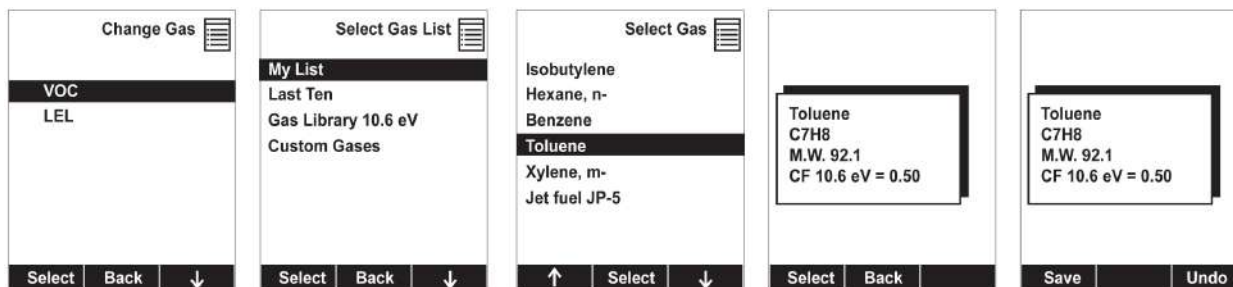 Change Gas
VOC
LEL
Select Back ↓
Select Gas List
My List
Last Ten
Gas Library 10.6 eV
Custom Gases
Select Back ↓
Select Gas
Isobutylene
Hexane, n-
Benzene
Toluene
Xylene, m-
Jet fuel JP-5
↑ Select ↓
Toluene
C7H8
M.W. 92.1
CF 10.6 eV = 0.50
Select Back
Toluene
C7H8
M.W. 92.1
CF 10.6 eV = 0.50
Save Undo